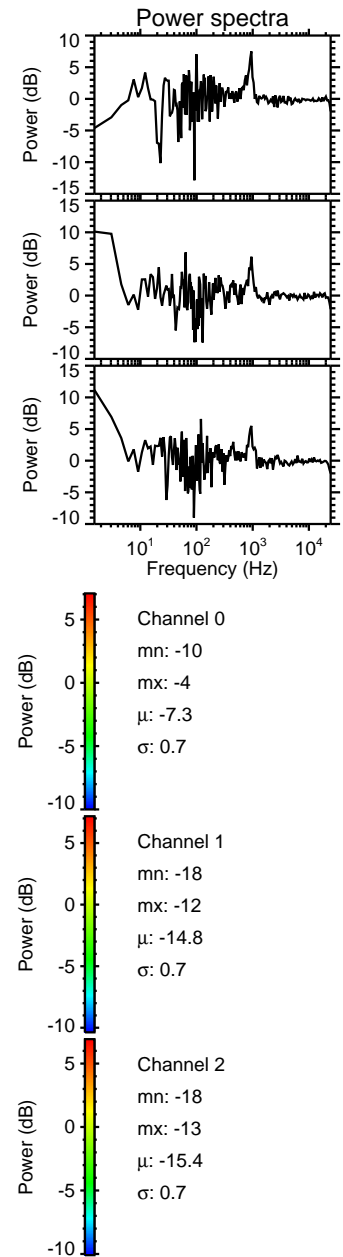 Power spectra
10
5
0
-5
-10
-15
Power (dB)
15
10
5
0
-5
-10
Power (dB)
15
10
5
0
-5
-10
Power (dB)
10¹ 10² 10³ 10⁴
Frequency (Hz)
5
0
-5
-10
Power (dB)
Channel 0
mn: -10
mx: -4
μ: -7.3
σ: 0.7
5
0
-5
-10
Power (dB)
Channel 1
mn: -18
mx: -12
μ: -14.8
σ: 0.7
5
0
-5
-10
Power (dB)
Channel 2
mn: -18
mx: -13
μ: -15.4
σ: 0.7